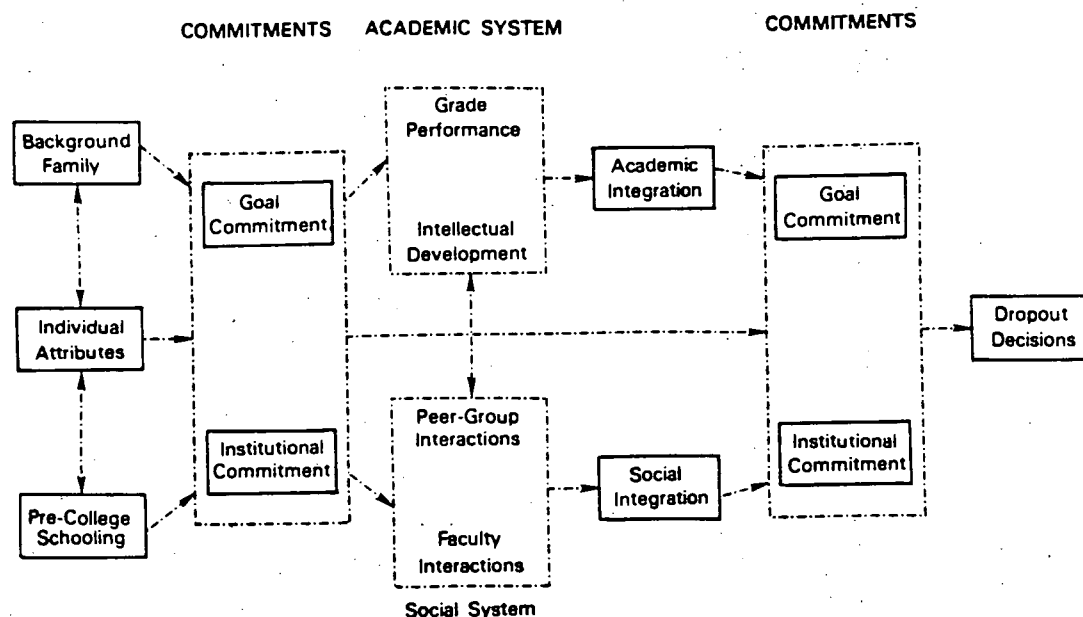 COMMITMENTS ACADEMIC SYSTEM COMMITMENTS
Background
Family
Individual
Attributes
Pre-College
Schooling
Goal
Commitment
Institutional
Commitment
Grade
Performance
Intellectual
Development
Peer-Group
Interactions
Faculty
Interactions
Social System
Academic
Integration
Social
Integration
Goal
Commitment
Institutional
Commitment
Dropout
Decisions